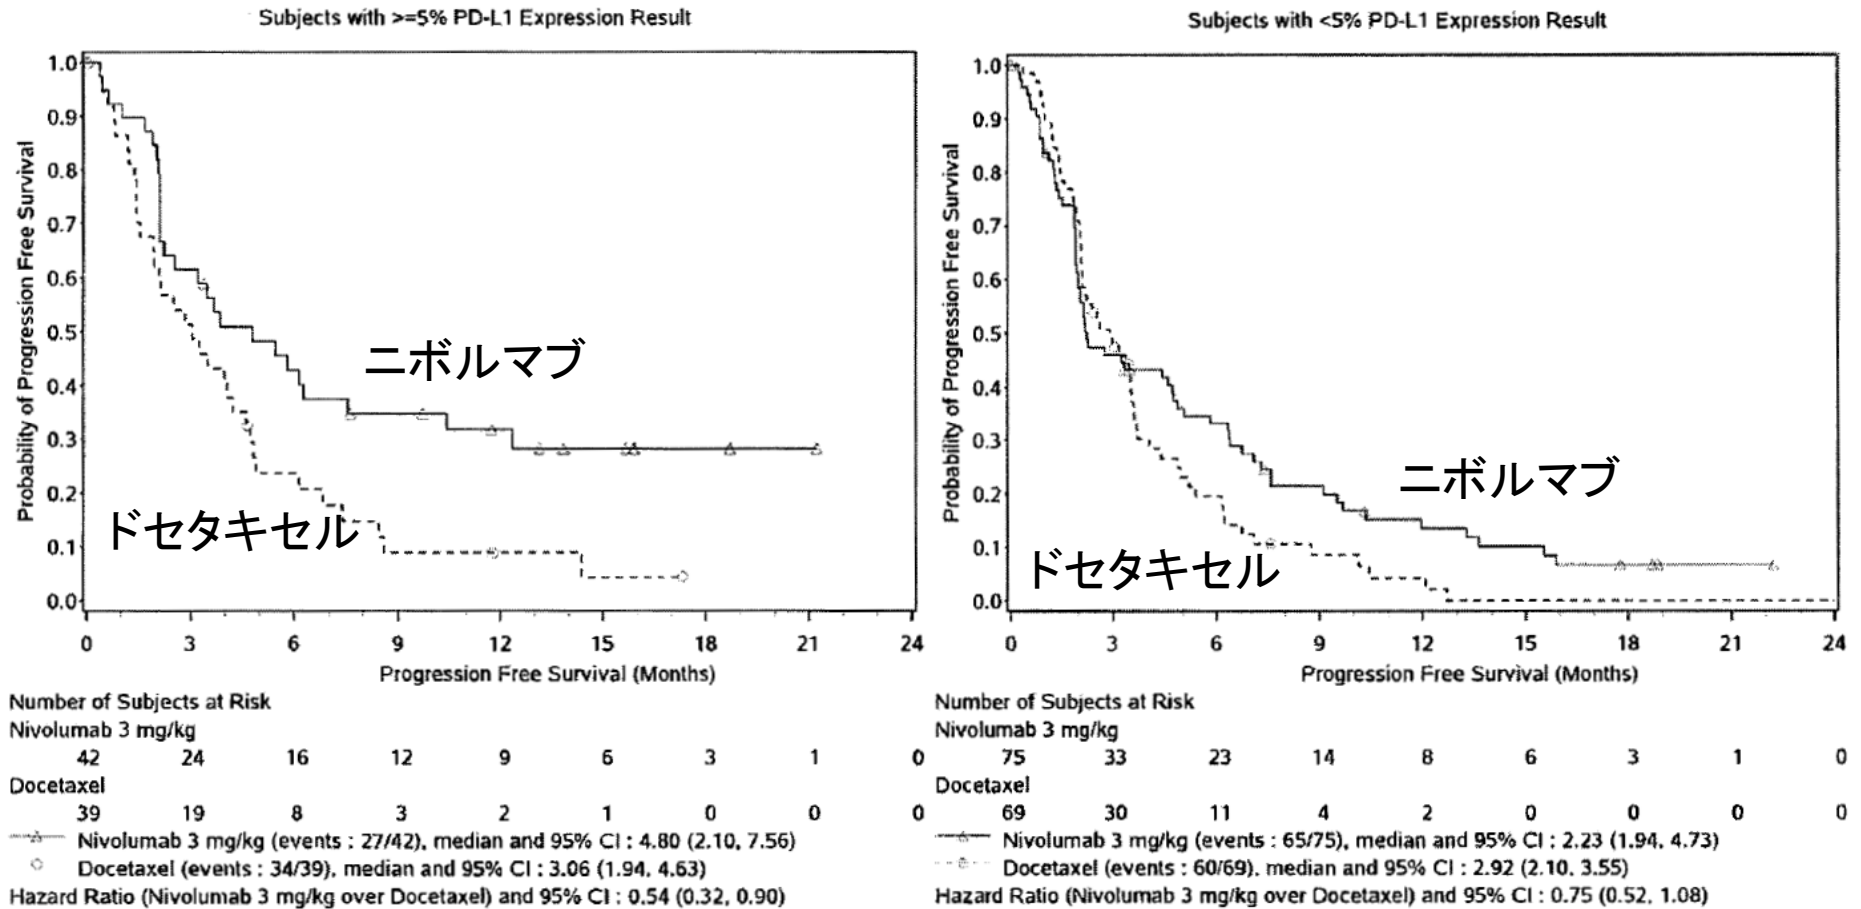 Subjects with >=5% PD-L1 Expression Result
Probability of Progression Free Survival
1.0
0.9
0.8
0.7
0.6
0.5
0.4
0.3
0.2
0.1
0.0
ニボルマブ
ドセタキセル
0 3 6 9 12 15 18 21 24
Progression Free Survival (Months)
Number of Subjects at Risk
Nivolumab 3 mg/kg
42 24 16 12 9 6 3 1 0
Docetaxel
39 19 8 3 2 1 0 0 0
Nivolumab 3 mg/kg (events : 27/42), median and 95% CI : 4.80 (2.10, 7.56)
Docetaxel (events : 34/39), median and 95% CI : 3.06 (1.94, 4.63)
Hazard Ratio (Nivolumab 3 mg/kg over Docetaxel) and 95% CI : 0.54 (0.32, 0.90)
Subjects with <5% PD-L1 Expression Result
Probability of Progression Free Survival
1.0
0.9
0.8
0.7
0.6
0.5
0.4
0.3
0.2
0.1
0.0
ニボルマブ
ドセタキセル
0 3 6 9 12 15 18 21 24
Progression Free Survival (Months)
Number of Subjects at Risk
Nivolumab 3 mg/kg
75 33 23 14 8 6 3 1 0
Docetaxel
69 30 11 4 2 0 0 0 0
Nivolumab 3 mg/kg (events : 65/75), median and 95% CI : 2.23 (1.94, 4.73)
Docetaxel (events : 60/69), median and 95% CI : 2.92 (2.10, 3.55)
Hazard Ratio (Nivolumab 3 mg/kg over Docetaxel) and 95% CI : 0.75 (0.52, 1.08)